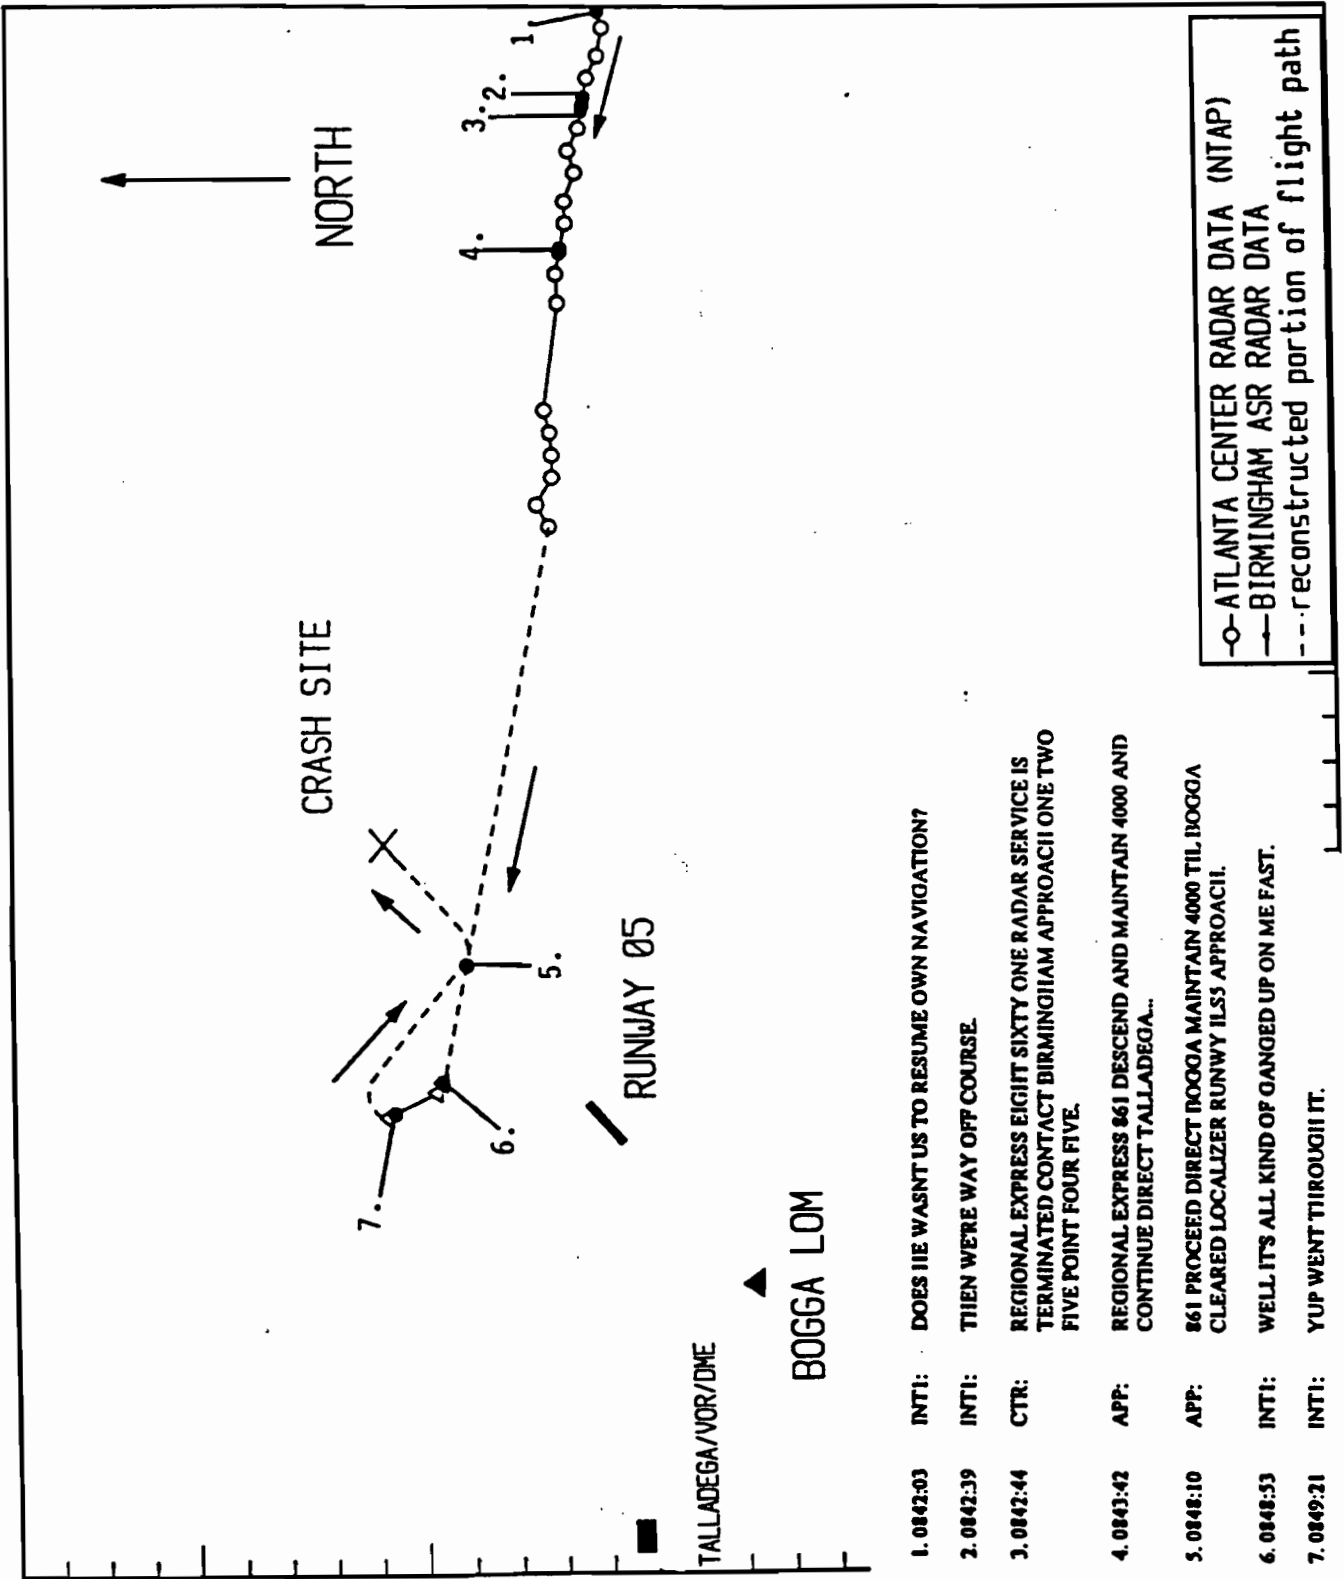 1.
2.
3.
4.
NORTH
CRASH SITE
5.
6.
7.
RUNWAY 05
BOGGA LOM
TALLADEGA/VOR/DME
ATLANTA CENTER RADAR DATA (NTAP)
BIRMINGHAM ASR RADAR DATA
reconstructed portion of flight path
1. 0842:03 INT1: DOES HE WASNT US TO RESUME OWN NAVIGATION?
2. 0842:39 INT1: THEN WE'RE WAY OFF COURSE.
3. 0842:44 CTR: REGIONAL EXPRESS EIGHT SIXTY ONE RADAR SERVICE IS
TERMINATED CONTACT BIRMINGHAM APPROACH ONE TWO
FIVE POINT FOUR FIVE.
4. 0843:42 APP: REGIONAL EXPRESS 861 DESCEND AND MAINTAIN 4000 AND
CONTINUE DIRECT TALLADEGA...
5. 0848:10 APP: 861 PROCEED DIRECT BOGGA MAINTAIN 4000 TIL BOGGA
CLEARED LOCALIZER RUNWY ILS5 APPROACH.
6. 0848:53 INT1: WELL IT'S ALL KIND OF GANGED UP ON ME FAST.
7. 0849:21 INT1: YUP WENT THROUGH IT.